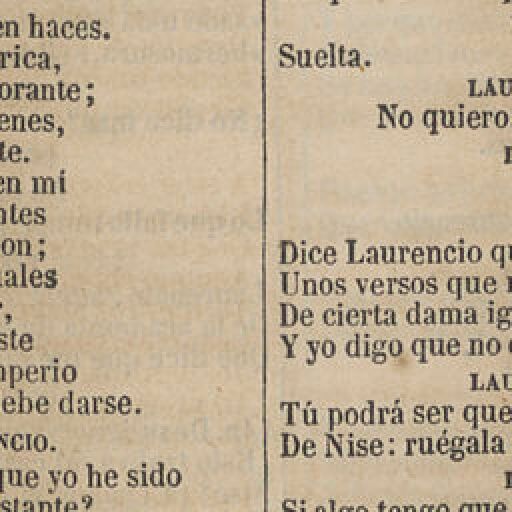 en haces.
rica,
orante;
enes,
te.
en mí
ntes
on;
uales
,
ste
nperio
ebe darse.
NCIO.
que yo he sido
stante?
Suelta.
LAU
No quiero
Dice Laurencio qu
Unos versos que
De cierta dama ig
Y yo digo que no
LAU
Tú podrá ser que
De Nise: ruégala
Si algo tengo que